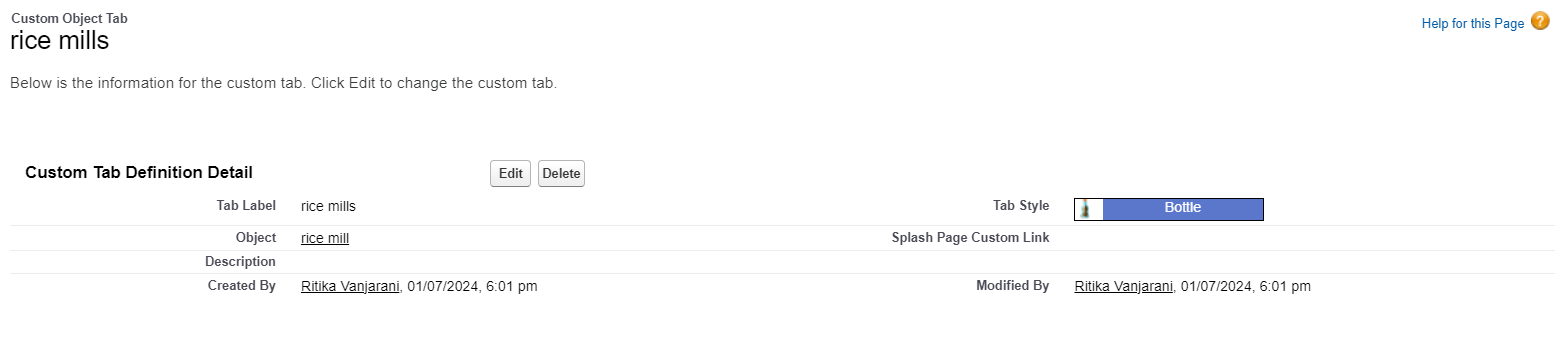 Custom Object Tab
rice mills
Help for this Page ?
Below is the information for the custom tab. Click Edit to change the custom tab.
Custom Tab Definition Detail Edit Delete
Tab Label rice mills Tab Style Bottle
Object rice mill Splash Page Custom Link
Description
Created By Ritika Vanjarani, 01/07/2024, 6:01 pm Modified By Ritika Vanjarani, 01/07/2024, 6:01 pm